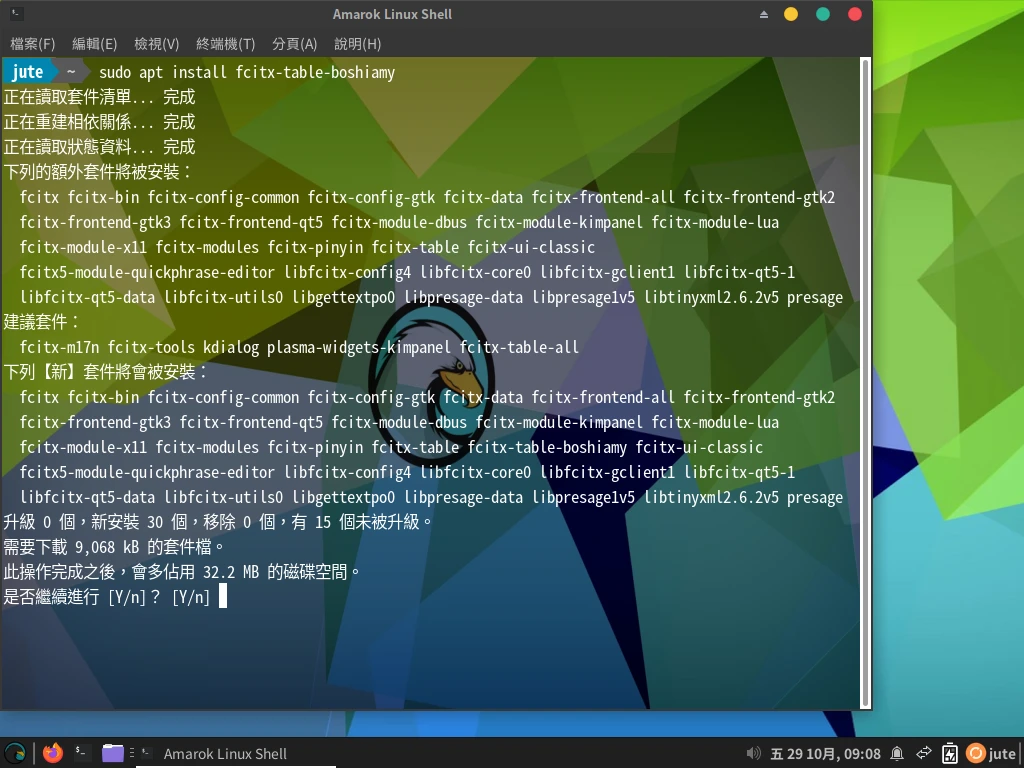 Amarok Linux Shell
檔案(F) 編輯(E) 檢視(V) 終端機(T) 分頁(A) 說明(H)
jute ~ sudo apt install fcitx-table-boshiamy
正在讀取套件清單... 完成
正在重建相依關係... 完成
正在讀取狀態資料... 完成
下列的額外套件將被安裝：
fcitx fcitx-bin fcitx-config-common fcitx-config-gtk fcitx-data fcitx-frontend-all fcitx-frontend-gtk2
fcitx-frontend-gtk3 fcitx-frontend-qt5 fcitx-module-dbus fcitx-module-kimpanel fcitx-module-lua
fcitx-module-x11 fcitx-modules fcitx-pinyin fcitx-table fcitx-ui-classic
fcitx5-module-quickphrase-editor libfcitx-config4 libfcitx-core0 libfcitx-gclient1 libfcitx-qt5-1
libfcitx-qt5-data libfcitx-utils0 libgettextpo0 libpresage-data libpresage1v5 libtinyxml2.6.2v5 presage
建議套件：
fcitx-m17n fcitx-tools kdialog plasma-widgets-kimpanel fcitx-table-all
下列【新】套件將會被安裝：
fcitx fcitx-bin fcitx-config-common fcitx-config-gtk fcitx-data fcitx-frontend-all fcitx-frontend-gtk2
fcitx-frontend-gtk3 fcitx-frontend-qt5 fcitx-module-dbus fcitx-module-kimpanel fcitx-module-lua
fcitx-module-x11 fcitx-modules fcitx-pinyin fcitx-table fcitx-table-boshiamy fcitx-ui-classic
fcitx5-module-quickphrase-editor libfcitx-config4 libfcitx-core0 libfcitx-gclient1 libfcitx-qt5-1
libfcitx-qt5-data libfcitx-utils0 libgettextpo0 libpresage-data libpresage1v5 libtinyxml2.6.2v5 presage
升級 0 個，新安裝 30 個，移除 0 個，有 15 個未被升級。
需要下載 9,068 kB 的套件檔。
此操作完成之後，會多佔用 32.2 MB 的磁碟空間。
是否繼續進行 [Y/n]？ [Y/n]
Amarok Linux Shell 五 29 10月, 09:08 jute